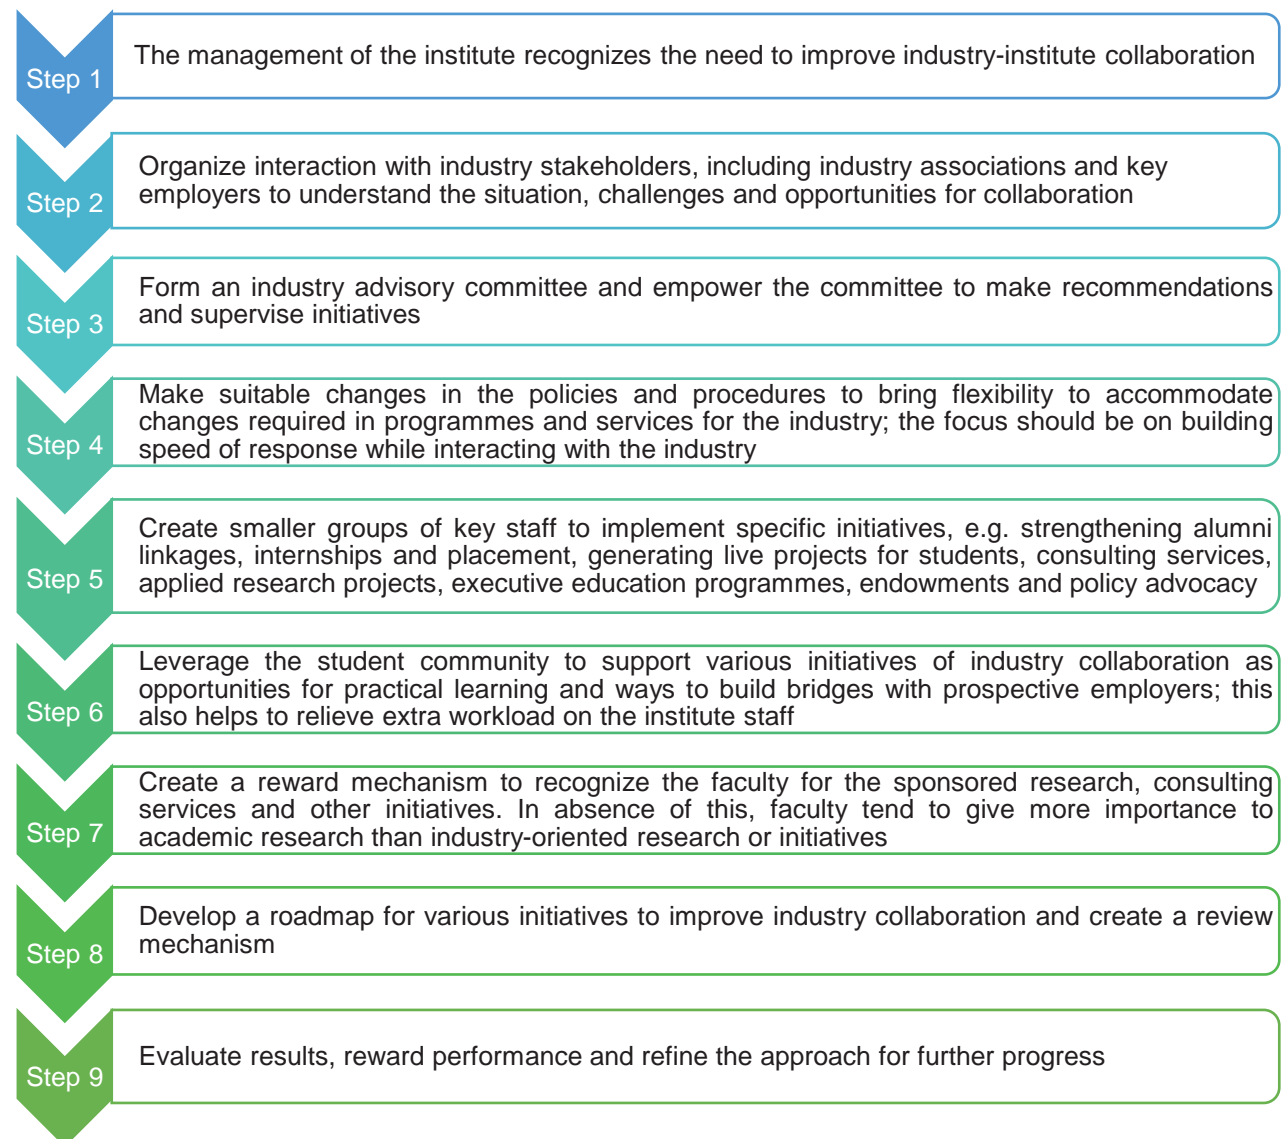 Step 1
The management of the institute recognizes the need to improve industry-institute collaboration
Step 2
Organize interaction with industry stakeholders, including industry associations and key
employers to understand the situation, challenges and opportunities for collaboration
Step 3
Form an industry advisory committee and empower the committee to make recommendations
and supervise initiatives
Step 4
Make suitable changes in the policies and procedures to bring flexibility to accommodate
changes required in programmes and services for the industry; the focus should be on building
speed of response while interacting with the industry
Step 5
Create smaller groups of key staff to implement specific initiatives, e.g. strengthening alumni
linkages, internships and placement, generating live projects for students, consulting services,
applied research projects, executive education programmes, endowments and policy advocacy
Step 6
Leverage the student community to support various initiatives of industry collaboration as
opportunities for practical learning and ways to build bridges with prospective employers; this
also helps to relieve extra workload on the institute staff
Step 7
Create a reward mechanism to recognize the faculty for the sponsored research, consulting
services and other initiatives. In absence of this, faculty tend to give more importance to
academic research than industry-oriented research or initiatives
Step 8
Develop a roadmap for various initiatives to improve industry collaboration and create a review
mechanism
Step 9
Evaluate results, reward performance and refine the approach for further progress